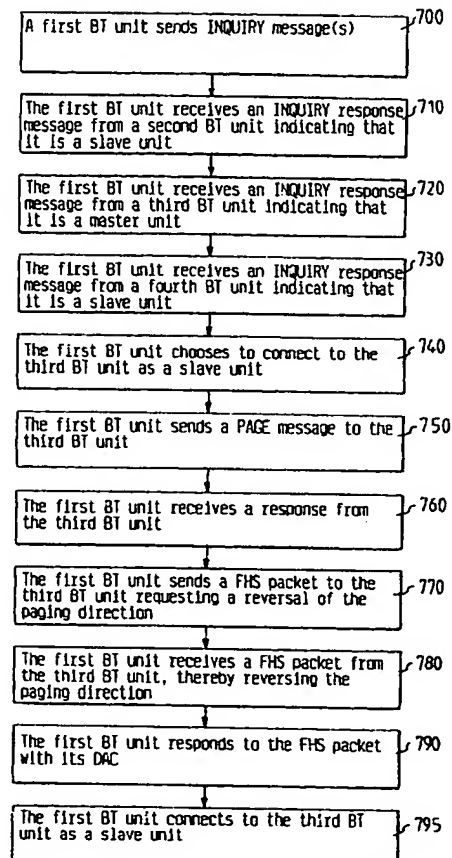 A first BT unit sends INQUIRY message(s)
700
The first BT unit receives an INQUIRY response
message from a second BT unit indicating that
it is a slave unit
710
The first BT unit receives an INQUIRY response
message from a third BT unit indicating that
it is a master unit
720
The first BT unit receives an INQUIRY response
message from a fourth BT unit indicating that
it is a slave unit
730
The first BT unit chooses to connect to the
third BT unit as a slave unit
740
The first BT unit sends a PAGE message to the
third BT unit
750
The first BT unit receives a response from
the third BT unit
760
The first BT unit sends a FHS packet to the
third BT unit requesting a reversal of the
paging direction
770
The first BT unit receives a FHS packet from
the third BT unit, thereby reversing the
paging direction
780
The first BT unit responds to the FHS packet
with its DAC
790
The first BT unit connects to the third BT
unit as a slave unit
795